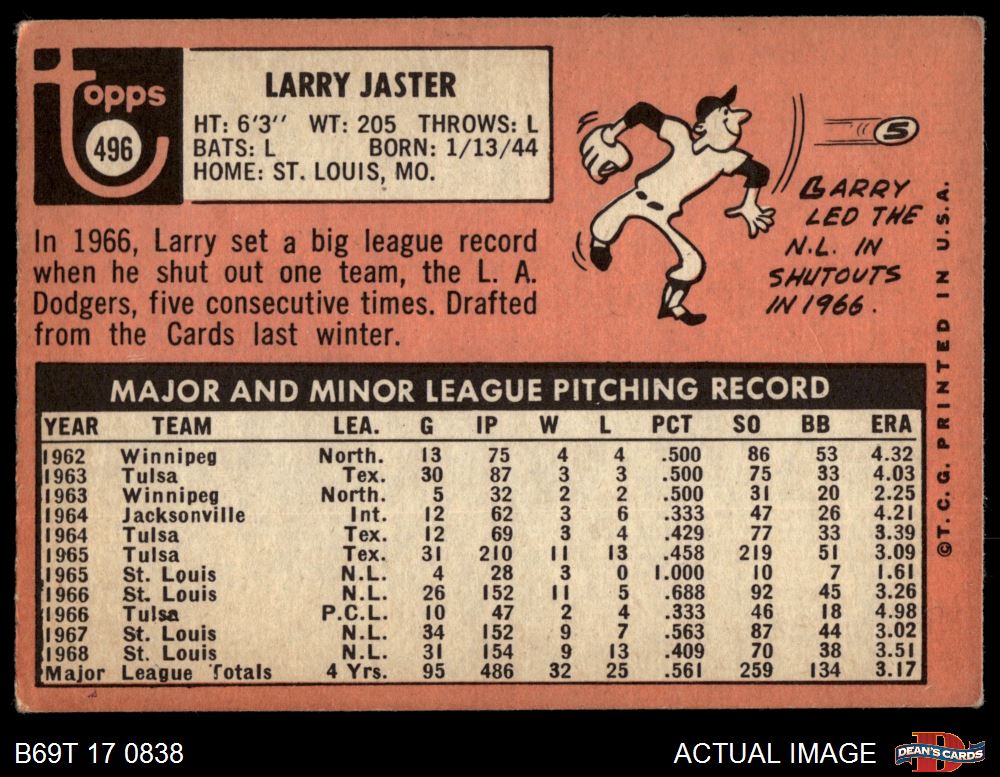 Topps
496
LARRY JASTER
HT: 6'3'' WT: 205 THROWS: L
BATS: L BORN: 1/13/44
HOME: ST. LOUIS, MO.
In 1966, Larry set a big league record
when he shut out one team, the L. A.
Dodgers, five consecutive times. Drafted
from the Cards last winter.
5
LARRY
LED THE
N.L. IN
SHUTOUTS
IN 1966.
MAJOR AND MINOR LEAGUE PITCHING RECORD
YEAR TEAM LEA. G IP W L PCT SO BB ERA
1962 Winnipeg North. 13 75 4 4 .500 86 53 4.32
1963 Tulsa Tex. 30 87 3 3 .500 75 33 4.03
1963 Winnipeg North. 5 32 2 2 .500 31 20 2.25
1964 Jacksonville Int. 12 62 3 6 .333 47 26 4.21
1964 Tulsa Tex. 12 69 3 4 .429 77 33 3.39
1965 Tulsa Tex. 31 210 11 13 .458 219 51 3.09
1965 St. Louis N.L. 4 28 3 0 1.000 10 7 1.61
1966 St. Louis N.L. 26 152 11 5 .688 92 45 3.26
1966 Tulsa P.C.L. 10 47 2 4 .333 46 18 4.98
1967 St. Louis N.L. 34 152 9 7 .563 87 44 3.02
1968 St. Louis N.L. 31 154 9 13 .409 70 38 3.51
Major League Totals 4 Yrs. 95 486 32 25 .561 259 134 3.17
©T.C.G. PRINTED IN U.S.A.
B69T 17 0838
ACTUAL IMAGE
D
DEAN'S CARDS